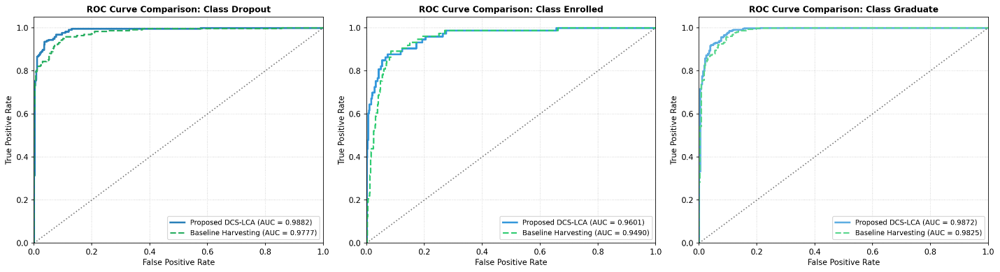 ROC Curve Comparison: Class Dropout
True Positive Rate
1.0
0.8
0.6
0.4
0.2
0.0
Proposed DCS-LCA (AUC = 0.9882)
Baseline Harvesting (AUC = 0.9777)
0.0 0.2 0.4 0.6 0.8 1.0
False Positive Rate
ROC Curve Comparison: Class Enrolled
True Positive Rate
1.0
0.8
0.6
0.4
0.2
0.0
Proposed DCS-LCA (AUC = 0.9601)
Baseline Harvesting (AUC = 0.9490)
0.0 0.2 0.4 0.6 0.8 1.0
False Positive Rate
ROC Curve Comparison: Class Graduate
True Positive Rate
1.0
0.8
0.6
0.4
0.2
0.0
Proposed DCS-LCA (AUC = 0.9872)
Baseline Harvesting (AUC = 0.9825)
0.0 0.2 0.4 0.6 0.8 1.0
False Positive Rate